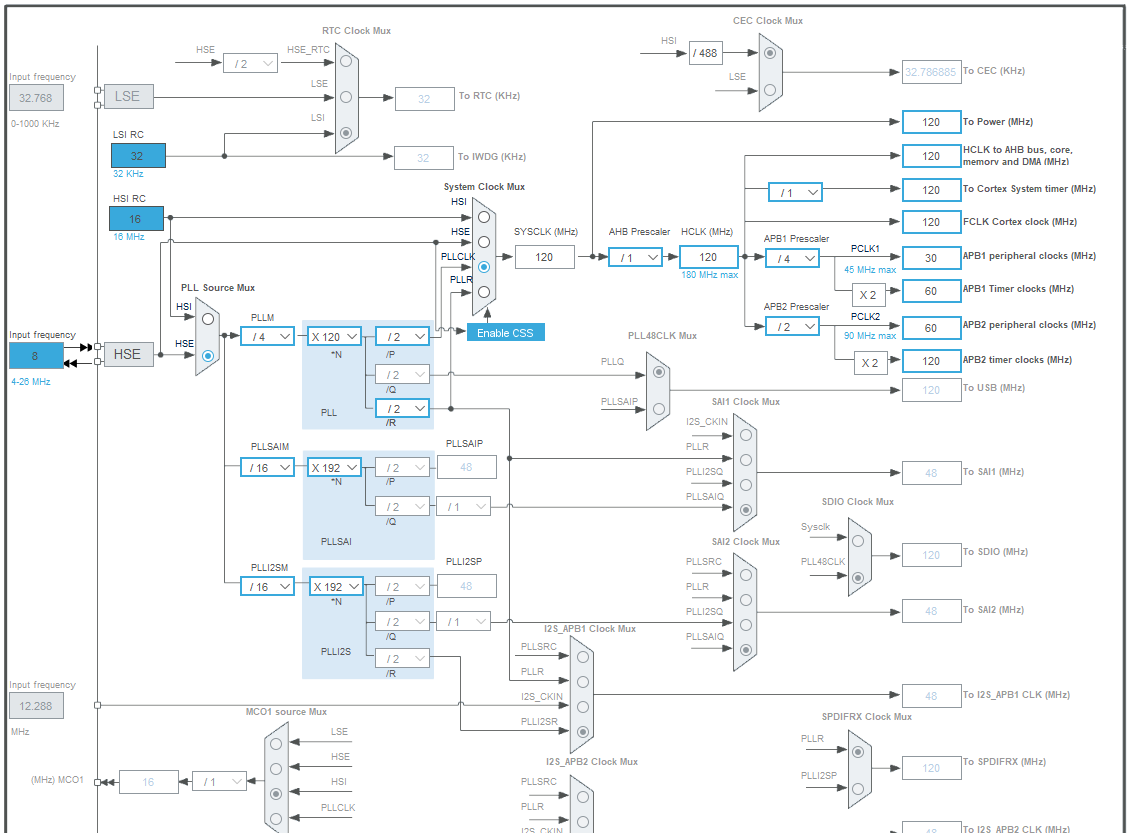 RTC Clock Mux
CEC Clock Mux
HSE
/ 2
HSE_RTC
HSI
/ 488
LSE
32.786885
To CEC (KHz)
Input frequency
32.768
0-1000 KHz
LSE
LSE
LSI
32
To RTC (KHz)
LSI RC
32
32 KHz
32
To IWDG (KHz)
120
To Power (MHz)
120
HCLK to AHB bus, core,
memory and DMA (MHz)
/ 1
120
To Cortex System timer (MHz)
120
FCLK Cortex clock (MHz)
HSI RC
16
16 MHz
System Clock Mux
HSI
HSE
PLLCLK
PLLR
SYSCLK (MHz)
120
AHB Prescaler
/ 1
HCLK (MHz)
120
180 MHz max
APB1 Prescaler
/ 4
PCLK1
45 MHz max
30
APB1 peripheral clocks (MHz)
X 2
60
APB1 Timer clocks (MHz)
APB2 Prescaler
/ 2
PCLK2
90 MHz max
60
APB2 peripheral clocks (MHz)
X 2
120
APB2 timer clocks (MHz)
Enable CSS
PLL Source Mux
HSI
HSE
Input frequency
8
4-26 MHz
HSE
PLLM
/ 4
X 120
*N
/ 2
/P
/ 2
/Q
/ 2
/R
PLL
PLL48CLK Mux
PLLQ
PLLSAIP
120
To USB (MHz)
PLLSAIM
/ 16
X 192
*N
/ 2
/P
PLLSAIP
48
/ 2
/Q
/ 1
PLLSAI
SAI1 Clock Mux
I2S_CKIN
PLLR
PLLI2SQ
PLLSAIQ
48
To SAI1 (MHz)
SDIO Clock Mux
Sysclk
PLL48CLK
120
To SDIO (MHz)
PLLI2SM
/ 16
X 192
*N
/ 2
/P
PLLI2SP
48
/ 2
/Q
/ 1
/ 2
/R
PLLI2S
SAI2 Clock Mux
PLLSRC
PLLR
PLLI2SQ
PLLSAIQ
48
To SAI2 (MHz)
I2S_APB1 Clock Mux
PLLSRC
PLLR
I2S_CKIN
PLLI2SR
48
To I2S_APB1 CLK (MHz)
Input frequency
12.288
MHz
MCO1 source Mux
LSE
HSE
HSI
PLLCLK
(MHz) MCO1
16
/ 1
SPDIFRX Clock Mux
PLLR
PLLI2SP
120
To SPDIFRX (MHz)
I2S_APB2 Clock Mux
PLLSRC
PLLR
I2S_CKIN
48
To I2S_APB2 CLK (MHz)